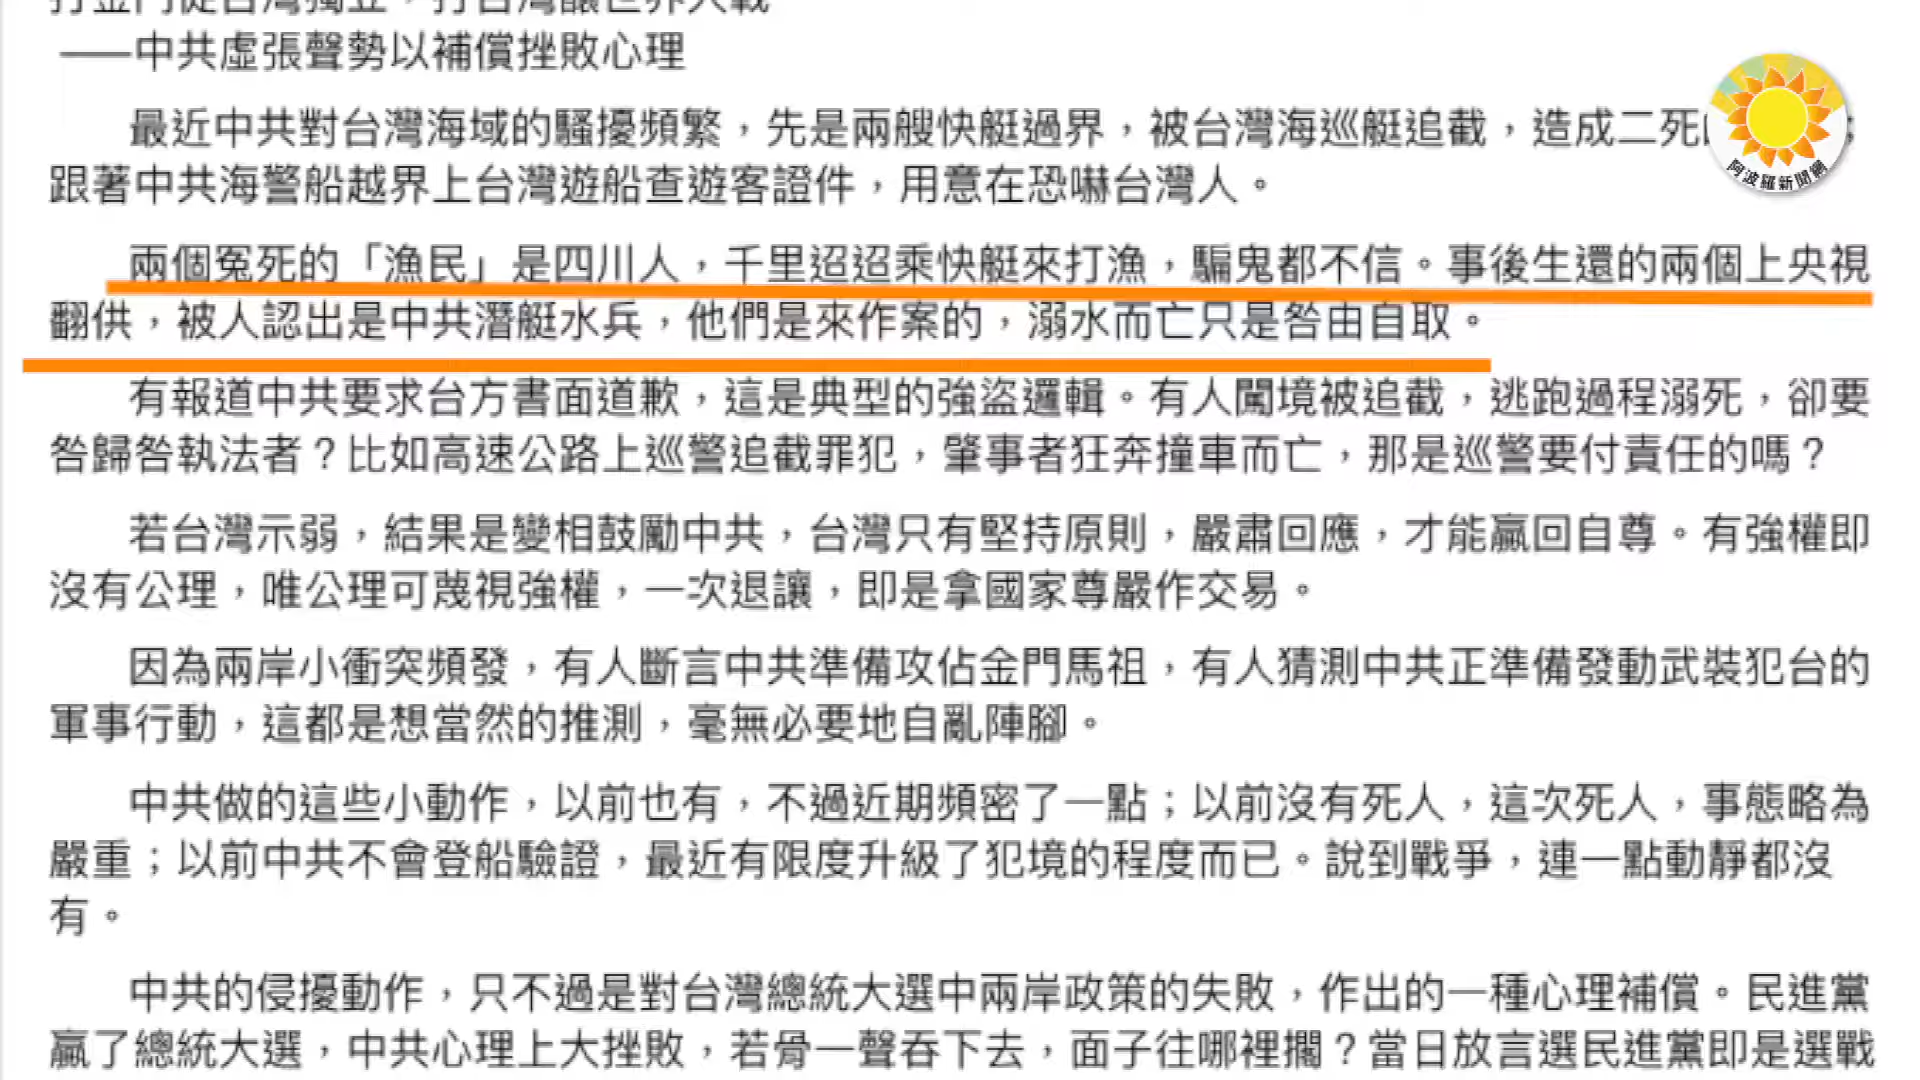 打金門促台灣獨立，打台灣釀世界大戰
——中共虛張聲勢以補償挫敗心理
最近中共對台灣海域的騷擾頻繁，先是兩艘快艇過界，被台灣海巡艇追截，造成二死
跟著中共海警船越界上台灣遊船查遊客證件，用意在恐嚇台灣人。
阿波羅新聞網
兩個冤死的「漁民」是四川人，千里迢迢乘快艇來打漁，騙鬼都不信。事後生還的兩個上央視
翻供，被人認出是中共潛艇水兵，他們是來作案的，溺水而亡只是咎由自取。
有報道中共要求台方書面道歉，這是典型的強盜邏輯。有人闖境被追截，逃跑過程溺死，卻要
咎歸咎執法者？比如高速公路上巡警追截罪犯，肇事者狂奔撞車而亡，那是巡警要付責任的嗎？
若台灣示弱，結果是變相鼓勵中共，台灣只有堅持原則，嚴肅回應，才能贏回自尊。有強權即
沒有公理，唯公理可蔑視強權，一次退讓，即是拿國家尊嚴作交易。
因為兩岸小衝突頻發，有人斷言中共準備攻佔金門馬祖，有人猜測中共正準備發動武裝犯台的
軍事行動，這都是想當然的推測，毫無必要地自亂陣腳。
中共做的這些小動作，以前也有，不過近期頻密了一點；以前沒有死人，這次死人，事態略為
嚴重；以前中共不會登船驗證，最近有限度升級了犯境的程度而已。說到戰爭，連一點動靜都沒
有。
中共的侵擾動作，只不過是對台灣總統大選中兩岸政策的失敗，作出的一種心理補償。民進黨
贏了總統大選，中共心理上大挫敗，若骨一聲吞下去，面子往哪裡擱？當日放言選民進黨即是選戰